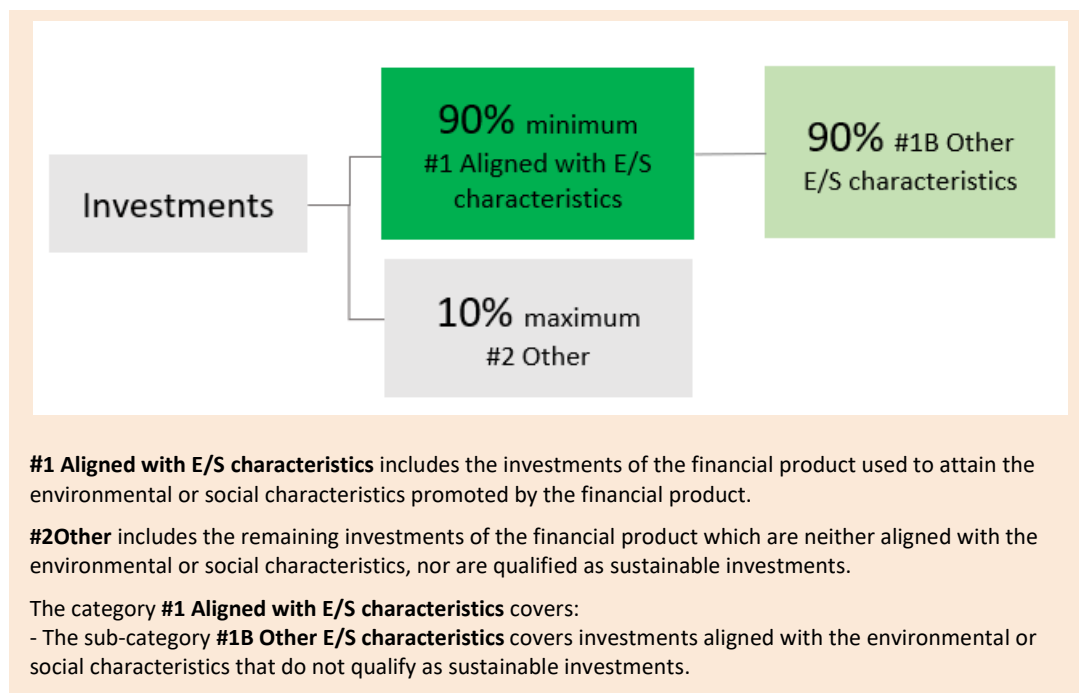 Investments
90% minimum
#1 Aligned with E/S
characteristics
90% #1B Other
E/S characteristics
10% maximum
#2 Other
#1 Aligned with E/S characteristics includes the investments of the financial product used to attain the
environmental or social characteristics promoted by the financial product.
#2Other includes the remaining investments of the financial product which are neither aligned with the
environmental or social characteristics, nor are qualified as sustainable investments.
The category #1 Aligned with E/S characteristics covers:
- The sub-category #1B Other E/S characteristics covers investments aligned with the environmental or
social characteristics that do not qualify as sustainable investments.